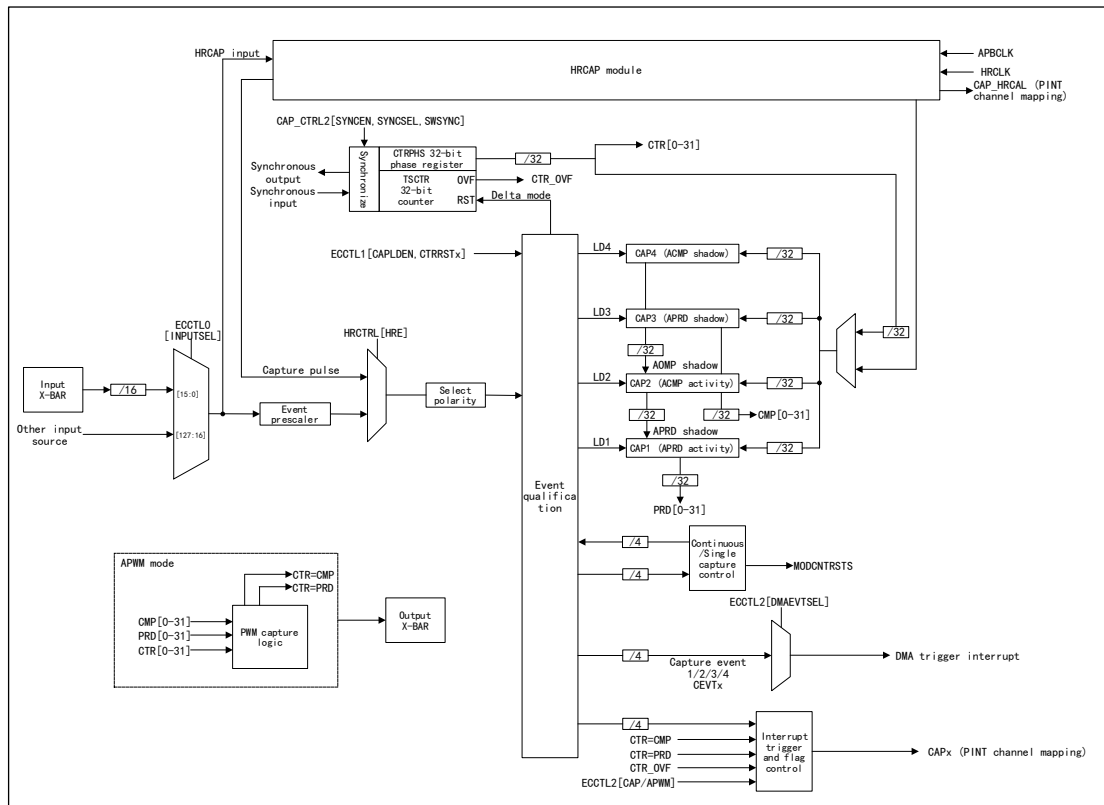 HRCAP input
HRCAP module
APBCLK
HRCLK
CAP_HRCAL (PINT
channel mapping)
CAP_CTRL2[SYNCEN, SYNCSEL, SWSYNC]
Synchronize
CTRPHS 32-bit
phase register
/32
CTR[0-31]
Synchronous
output
Synchronous
input
TSCTR
32-bit
counter
OVF
RST
CTR_OVF
Delta mode
ECCTL1[CAPLDEN, CTRRSTx]
LD4
CAP4 (ACMP shadow)
/32
LD3
CAP3 (APRD shadow)
/32
/32
/32
AOMP shadow
LD2
CAP2 (ACMP activity)
/32
/32
/32
CMP[0-31]
APRD shadow
LD1
CAP1 (APRD activity)
/32
/32
PRD[0-31]
ECCTL0
[INPUTSEL]
HRCTRL[HRE]
Input
X-BAR
/16
[15:0]
Capture pulse
Select
polarity
Other input
source
[127:16]
Event
prescaler
Event
qualifica
tion
/4
/4
Continuous
/Single
capture
control
MODCNTRSTS
APWM mode
CTR=CMP
CTR=PRD
CMP[0-31]
PRD[0-31]
CTR[0-31]
PWM capture
logic
Output
X-BAR
ECCTL2[DMAEVTSEL]
/4
Capture event
1/2/3/4
CEVTx
DMA trigger interrupt
/4
CTR=CMP
CTR=PRD
CTR_OVF
ECCTL2[CAP/APWM]
Interrupt
trigger
and flag
control
CAPx (PINT channel mapping)